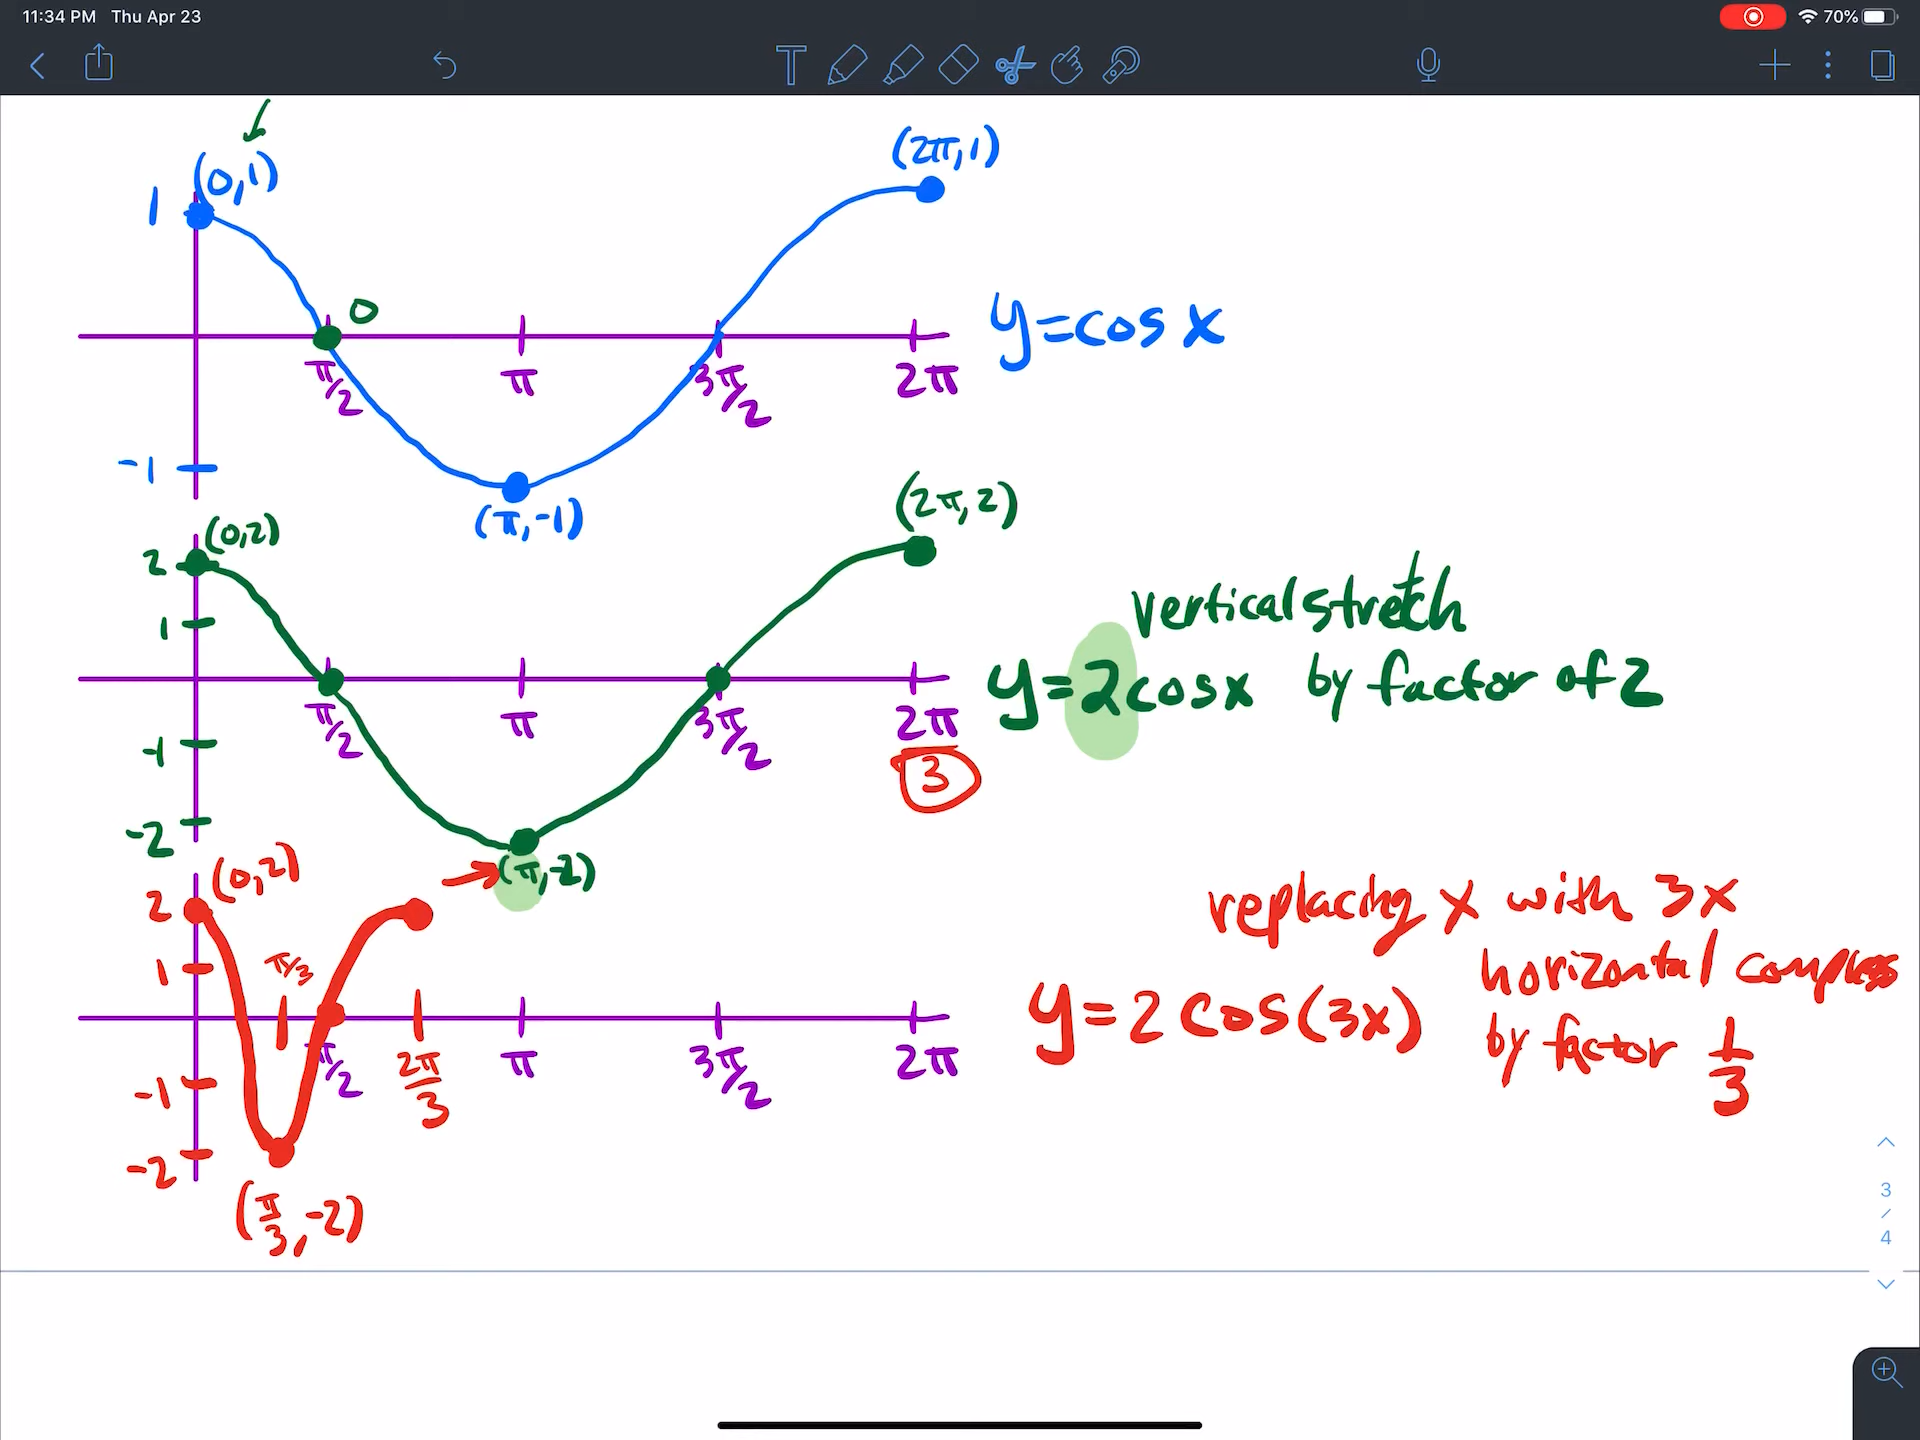 11:34 PM Thu Apr 23
70%
T
(0,1)
(2π,1)
1
0
y=cos x
π/2
π
3π/2
2π
-1
(π,-1)
(2π,2)
(0,2)
2
vertical stretch
1
y=2cosx by factor of 2
π/2
π
3π/2
2π
3
-1
-2
(π,-2)
(0,2)
2
replacing x with 3x
π/3
1
horizontal compress
y=2cos(3x)
by factor 1/3
π/2
2π/3
π
3π/2
2π
-1
-2
(π/3,-2)
3
/
4